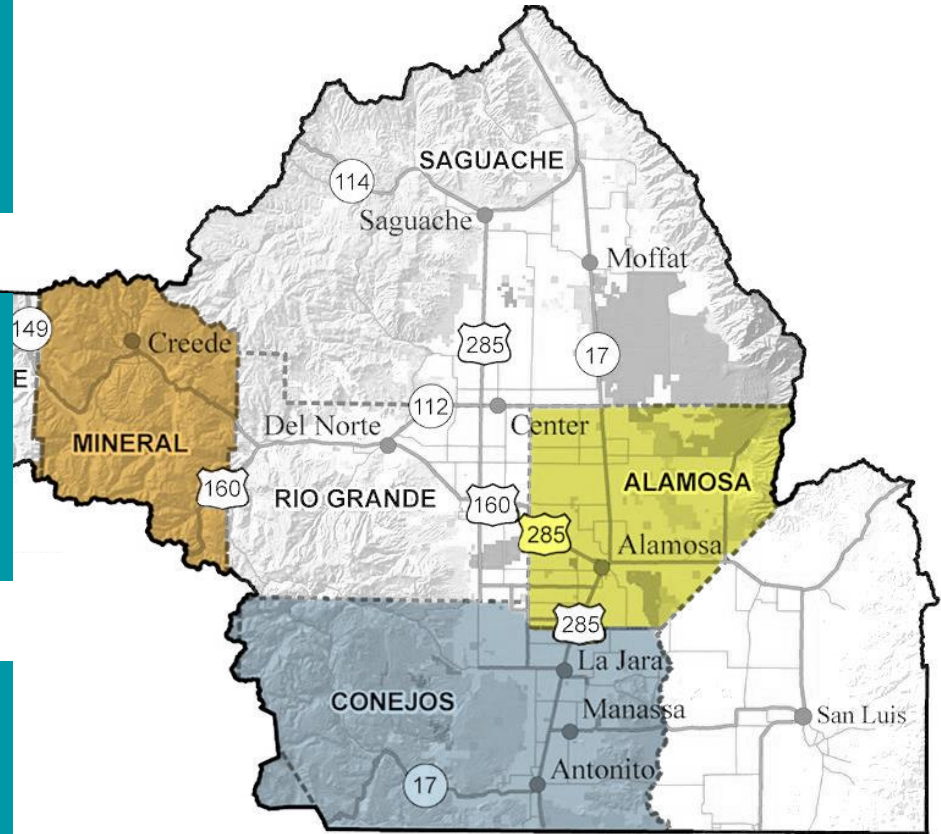 SAGUACHE
114
Saguache
Moffat
149
Creede
285
17
E
112
Center
Del Norte
MINERAL
160
RIO GRANDE
160
ALAMOSA
285
Alamosa
285
La Jara
CONEJOS
Manassa
San Luis
Antonito
17